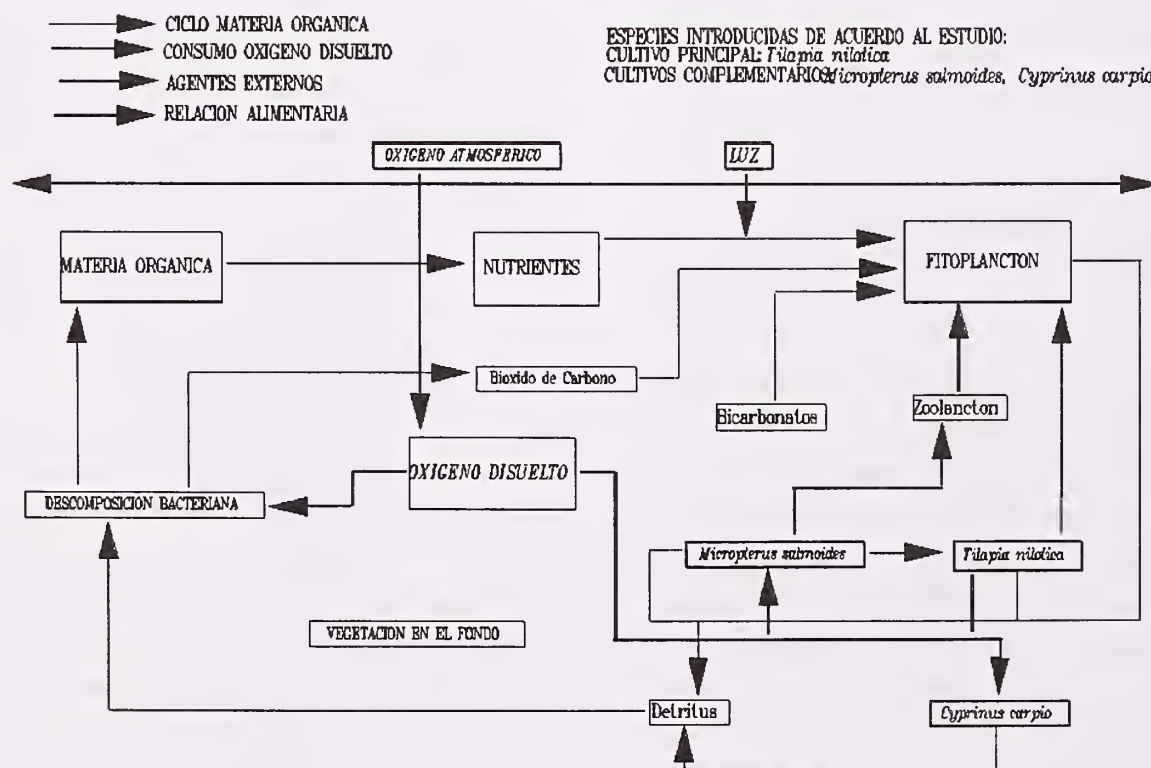 CICLO MATERIA ORGANICA
CONSUMO OXIGENO DISUELTO
AGENTES EXTERNOS
RELACION ALIMENTARIA
ESPECIES INTRODUCIDAS DE ACUERDO AL ESTUDIO:
CULTIVO PRINCIPAL: Tilapia nilotica
CULTIVOS COMPLEMENTARIOS Micropterus salmoides, Cyprinus carpio
OXIGENO ATMOSFERICO
LUZ
MATERIA ORGANICA
NUTRIENTES
FITOPLANCTON
Bioxido de Carbono
Bicarbonatos
Zoolancton
OXIGENO DISUELTO
DESCOMPOSICION BACTERIANA
Micropterus salmoides
Tilapia nilotica
VEGETACION EN EL FONDO
Detritus
Cyprinus carpio